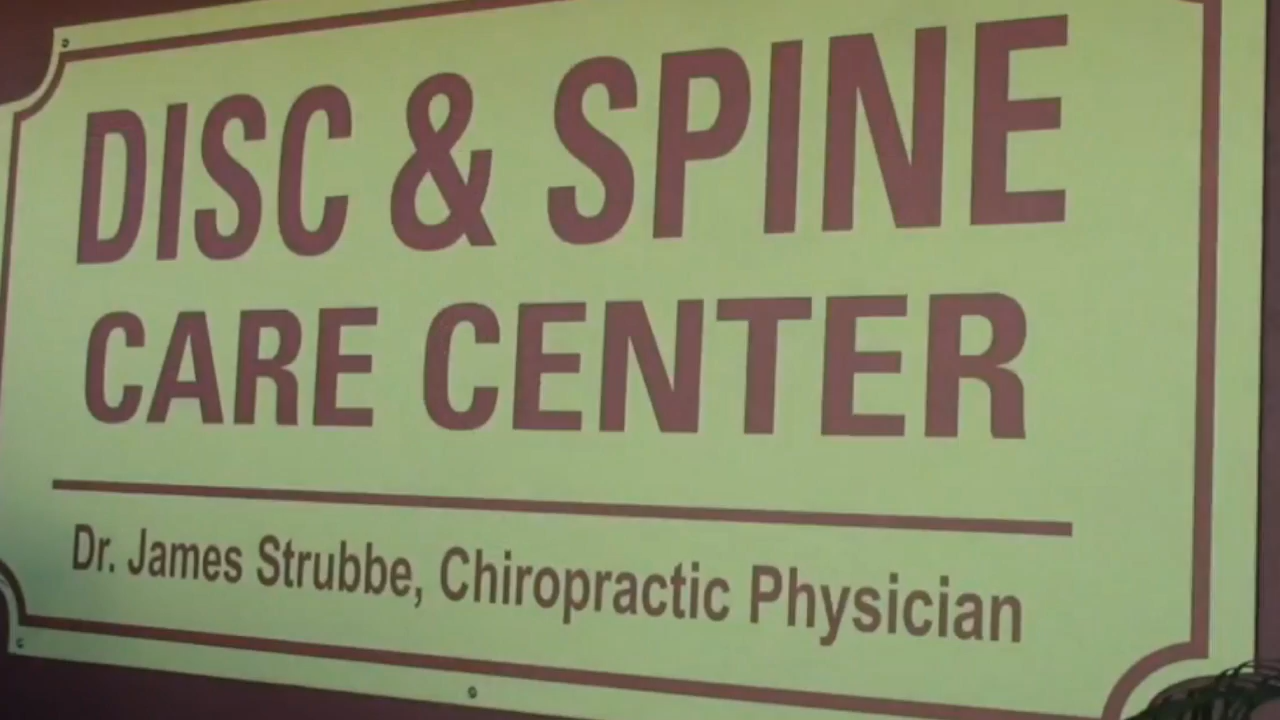 DISC & SPINE
CARE CENTER
Dr. James Strubbe, Chiropractic Physician